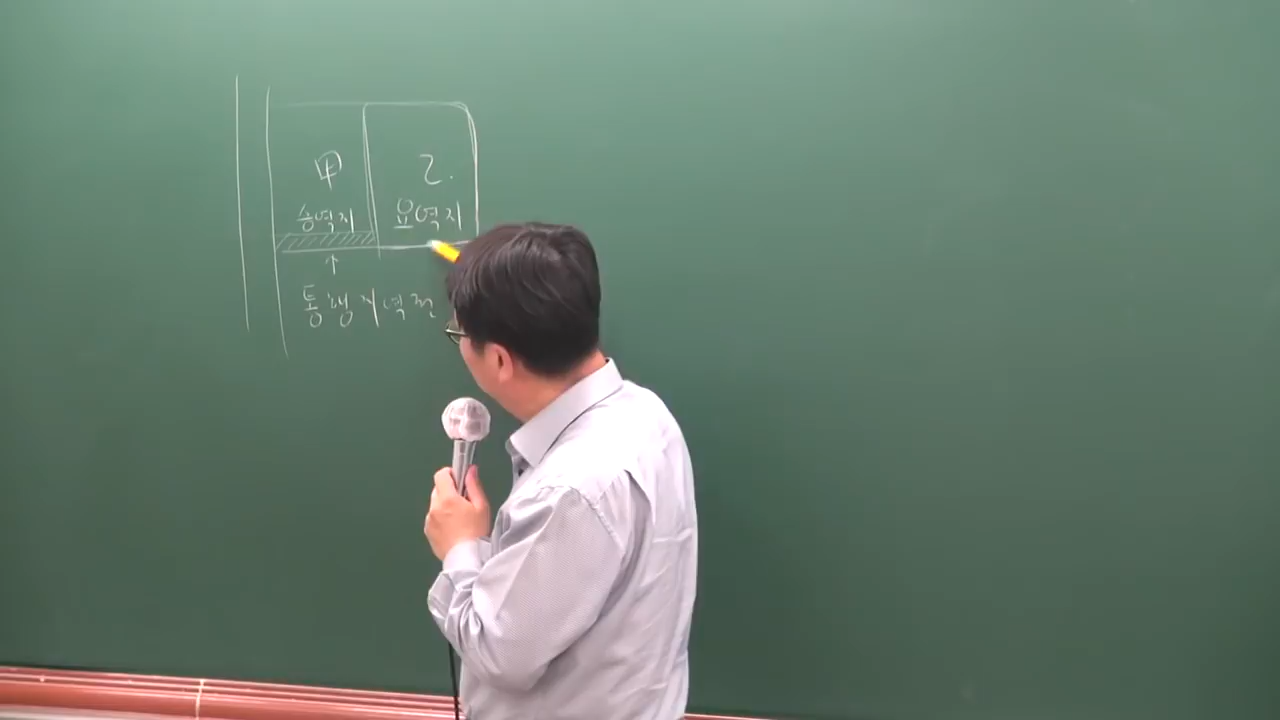 甲 乙.
승역지 요역지
↑
통행지역권